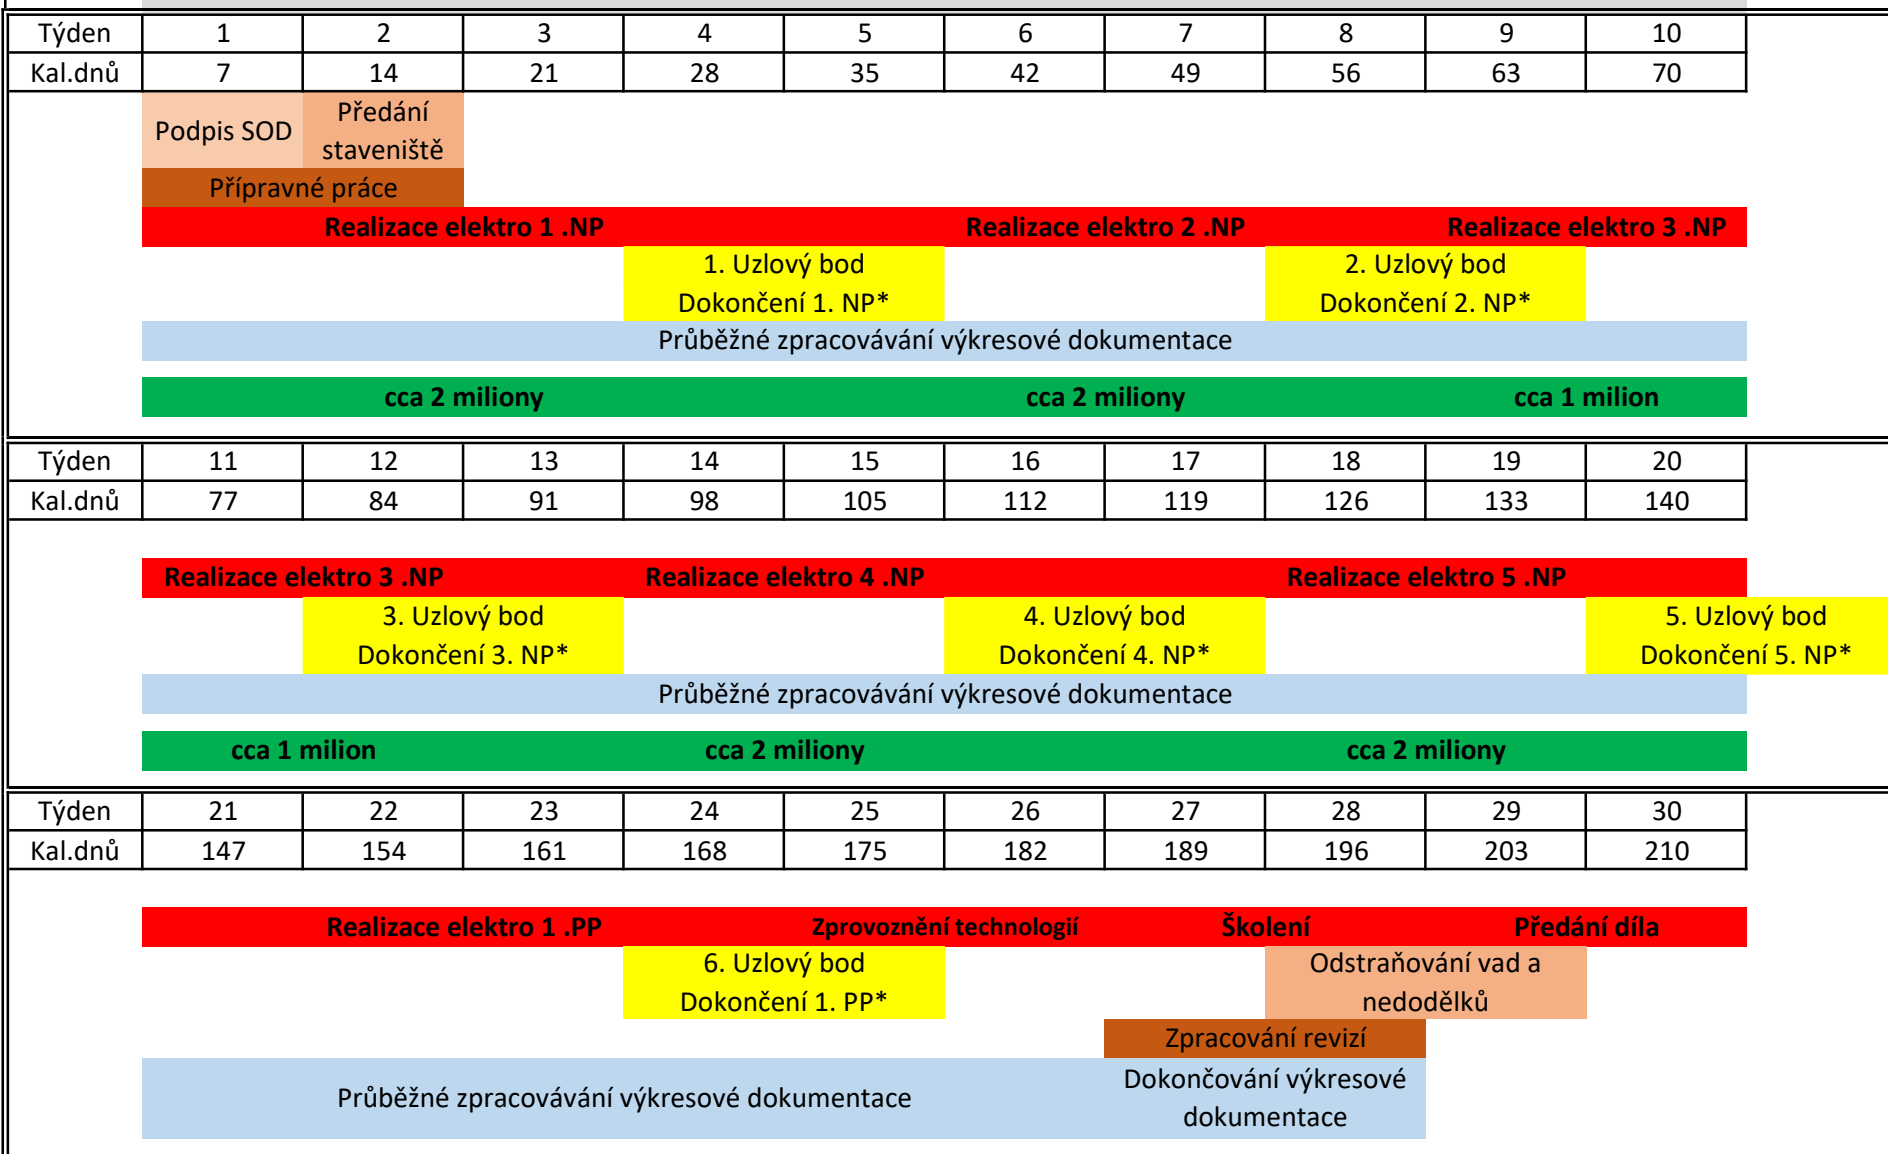 Týden 1 2 3 4 5 6 7 8 9 10
Kal.dnů 7 14 21 28 35 42 49 56 63 70
Podpis SOD
Předání
staveniště
Přípravné práce
Realizace elektro 1 .NP Realizace elektro 2 .NP Realizace elektro 3 .NP
1. Uzlový bod
Dokončení 1. NP*
2. Uzlový bod
Dokončení 2. NP*
Průběžné zpracovávání výkresové dokumentace
cca 2 miliony cca 2 miliony cca 1 milion
Týden 11 12 13 14 15 16 17 18 19 20
Kal.dnů 77 84 91 98 105 112 119 126 133 140
Realizace elektro 3 .NP Realizace elektro 4 .NP Realizace elektro 5 .NP
3. Uzlový bod
Dokončení 3. NP*
4. Uzlový bod
Dokončení 4. NP*
5. Uzlový bod
Dokončení 5. NP*
Průběžné zpracovávání výkresové dokumentace
cca 1 milion cca 2 miliony cca 2 miliony
Týden 21 22 23 24 25 26 27 28 29 30
Kal.dnů 147 154 161 168 175 182 189 196 203 210
Realizace elektro 1 .PP Zprovoznění technologií Školení Předání díla
6. Uzlový bod
Dokončení 1. PP*
Odstraňování vad a
nedodělků
Zpracování revizí
Průběžné zpracovávání výkresové dokumentace
Dokončování výkresové
dokumentace